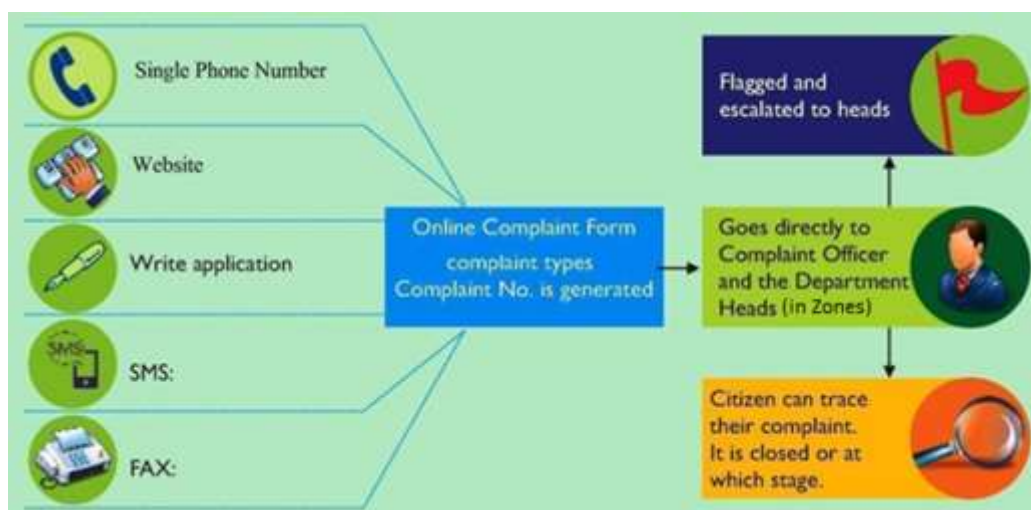 Single Phone Number
Website
Write application
SMS
SMS:
FAX:
Online Complaint Form
complaint types
Complaint No. is generated
Flagged and
escalated to heads
Goes directly to
Complaint Officer
and the Department
Heads (in Zones)
Citizen can trace
their complaint.
It is closed or at
which stage.